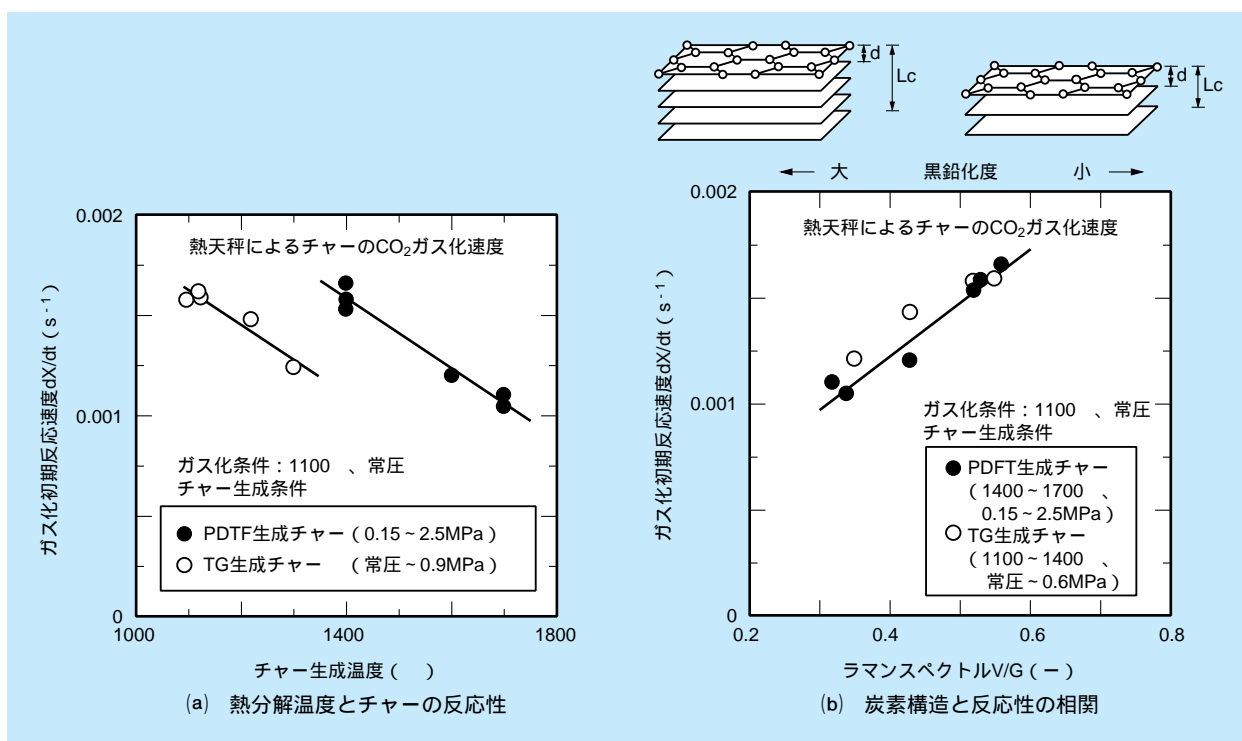 d
Lc
d
Lc
大
黒鉛化度
小
0.002
熱天秤によるチャーのCO2ガス化速度
ガス化初期反応速度dX/dt（s-1）
0.001
ガス化条件：1100　、常圧
チャー生成条件
PDTF生成チャー（0.15～2.5MPa）
TG生成チャー　（常圧～0.9MPa）
0
1000
1400
1800
チャー生成温度（　）
(a)　熱分解温度とチャーの反応性
0.002
熱天秤によるチャーのCO2ガス化速度
ガス化初期反応速度dX/dt（s-1）
0.001
ガス化条件：1100　、常圧
チャー生成条件
PDFT生成チャー
（1400～1700　、
0.15～2.5MPa）
TG生成チャー
（1100～1400　、
常圧～0.6MPa）
0
0.2
0.4
0.6
0.8
ラマンスペクトルV/G（－）
(b)　炭素構造と反応性の相関